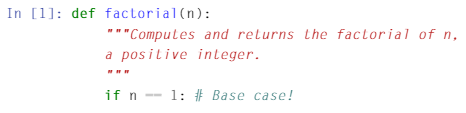 In [1]: def factorial(n):
"""Computes and returns the factorial of n,
a positive integer.
"""
if n == 1: # Base case!